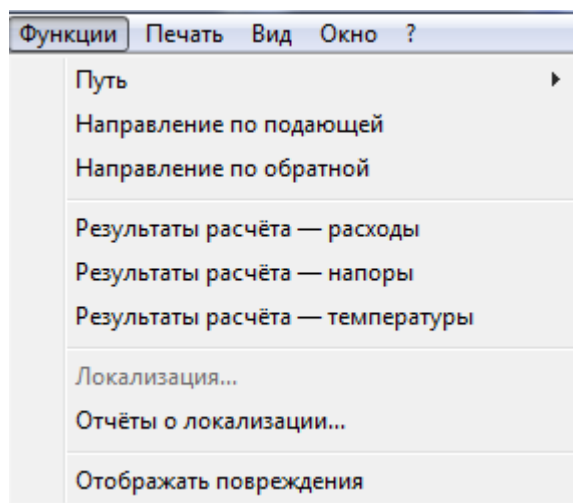 Функции Печать Вид Окно ?
Путь
Направление по подающей
Направление по обратной
Результаты расчёта — расходы
Результаты расчёта — напоры
Результаты расчёта — температуры
Локализация...
Отчёты о локализации...
Отображать повреждения